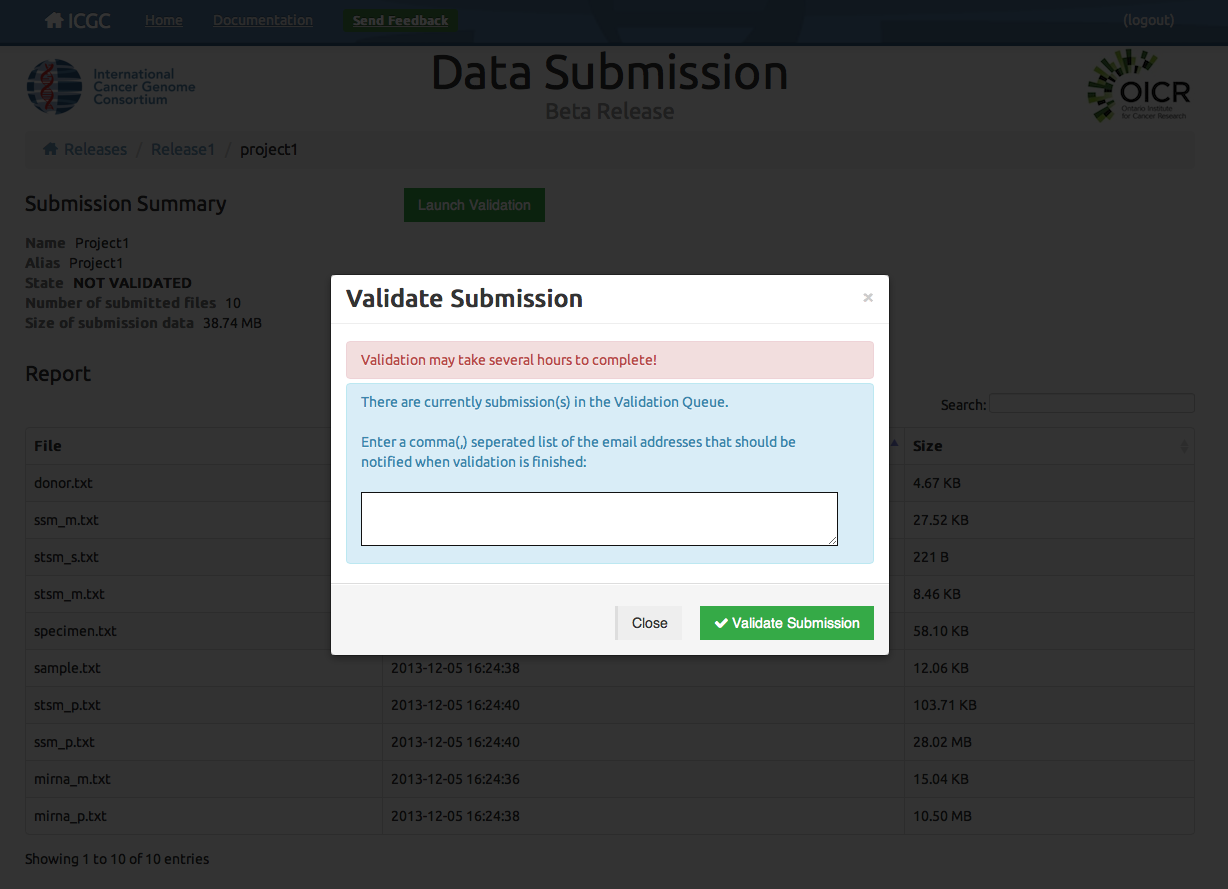 ICGC Home Documentation Send Feedback (logout)
International
Cancer Genome
Consortium
Data Submission
Beta Release
OICR
Ontario Institute
for Cancer Research
Releases / Release1 / project1
Submission Summary
Launch Validation
Name Project1
Alias Project1
State NOT VALIDATED
Number of submitted files 10
Size of submission data 38.74 MB
Validate Submission ×
Validation may take several hours to complete!
There are currently submission(s) in the Validation Queue.
Enter a comma(,) seperated list of the email addresses that should be
notified when validation is finished:
Close Validate Submission
Report
Search:
File Size
donor.txt 4.67 KB
ssm_m.txt 27.52 KB
stsm_s.txt 221 B
stsm_m.txt 8.46 KB
specimen.txt 58.10 KB
sample.txt 2013-12-05 16:24:38 12.06 KB
stsm_p.txt 2013-12-05 16:24:40 103.71 KB
ssm_p.txt 2013-12-05 16:24:40 28.02 MB
mirna_m.txt 2013-12-05 16:24:36 15.04 KB
mirna_p.txt 2013-12-05 16:24:38 10.50 MB
Showing 1 to 10 of 10 entries